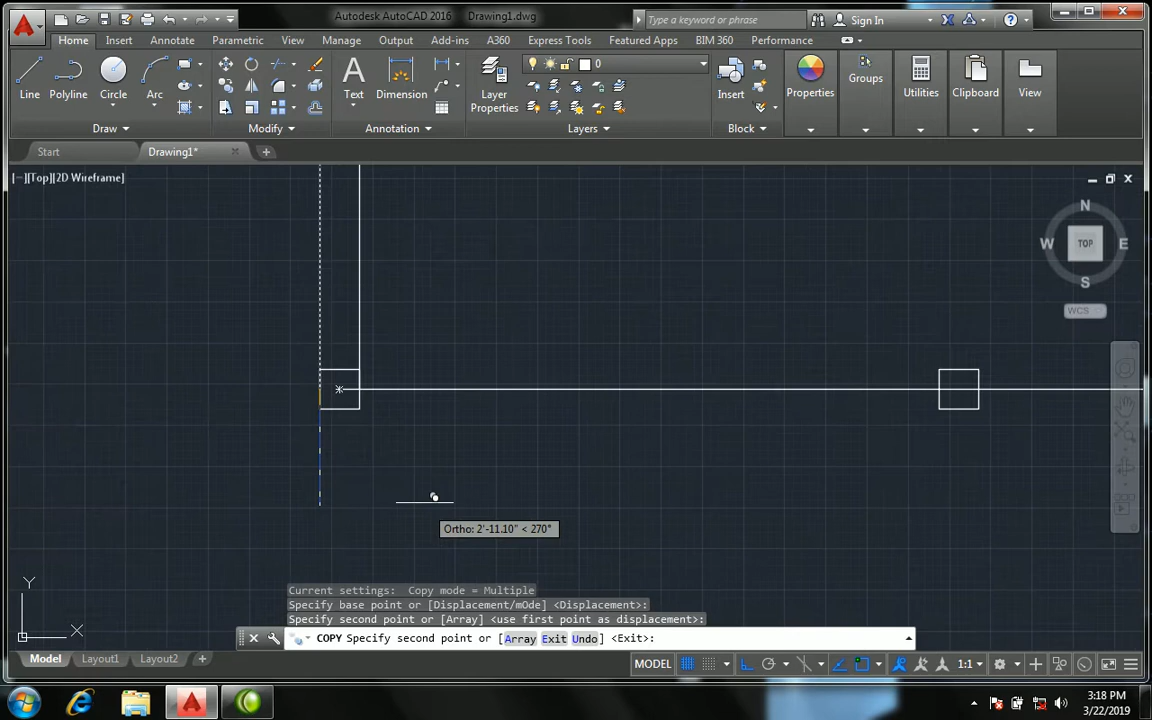 Autodesk AutoCAD 2016 Drawing1.dwg
Type a keyword or phrase
Sign In
Home Insert Annotate Parametric View Manage Output Add-ins A360 Express Tools Featured Apps BIM 360 Performance
Line Polyline Circle Arc
Text Dimension
Layer
Properties
0
Insert
Properties Groups Utilities Clipboard View
Draw Modify Annotation Layers Block
Start Drawing1*
[−][Top][2D Wireframe]
N
W TOP E
S
WCS
Ortho: 2'-11.10" < 270°
Y
X
Current settings: Copy mode = Multiple
Specify base point or [Displacement/mOde] <Displacement>:
Specify second point or [Array] <use first point as displacement>:
COPY Specify second point or [Array Exit Undo] <Exit>:
Model Layout1 Layout2
MODEL 1:1
3:18 PM
3/22/2019